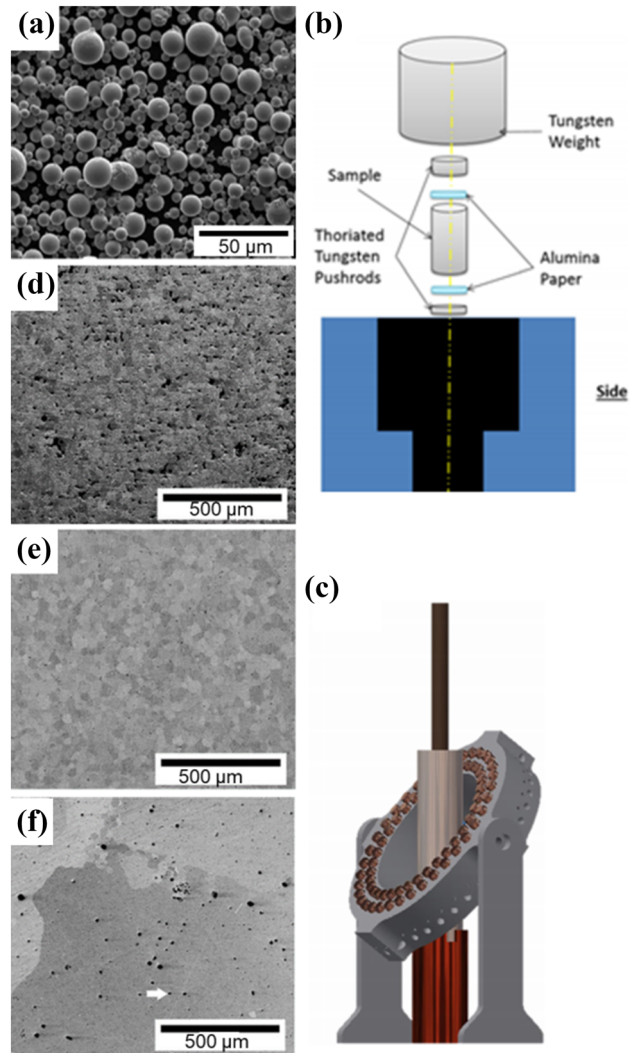 (a)
50 µm
(b)
Tungsten
Weight
Sample
Thoriated
Tungsten
Pushrods
Alumina
Paper
Side
(d)
500 µm
(e)
500 µm
(c)
(f)
500 µm